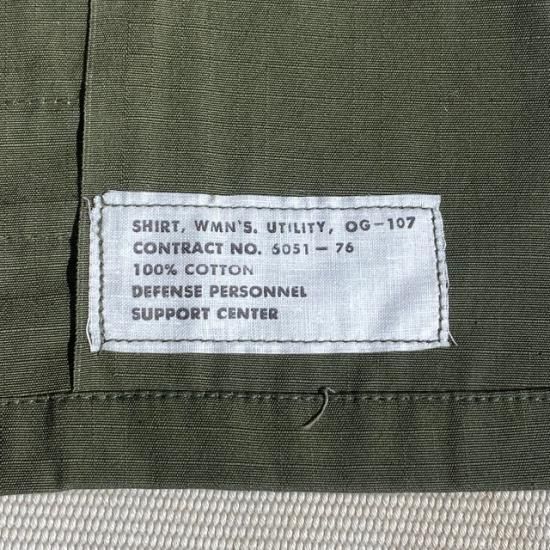 SHIRT, WMN'S, UTILITY, OG-107
CONTRACT NO. 5051-76
100% COTTON
DEFENSE PERSONNEL
SUPPORT CENTER